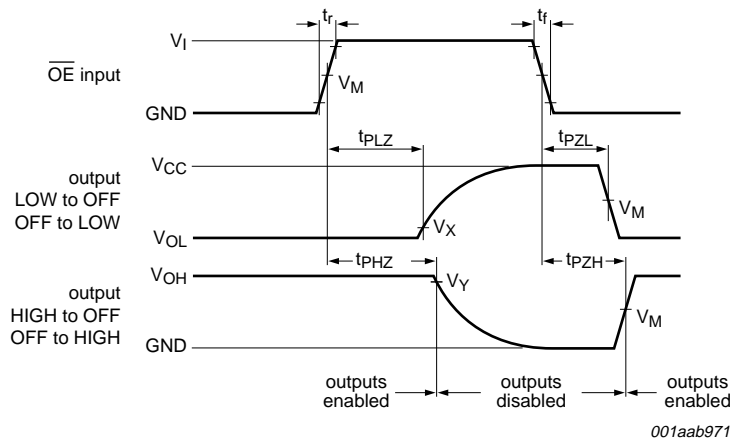 tr
tf
VI
OE input
VM
GND
tPLZ
tPZL
VCC
output
LOW to OFF
OFF to LOW
VM
VX
VOL
tPHZ
tPZH
VOH
VY
output
HIGH to OFF
OFF to HIGH
VM
GND
outputs
enabled
outputs
disabled
outputs
enabled
001aab971